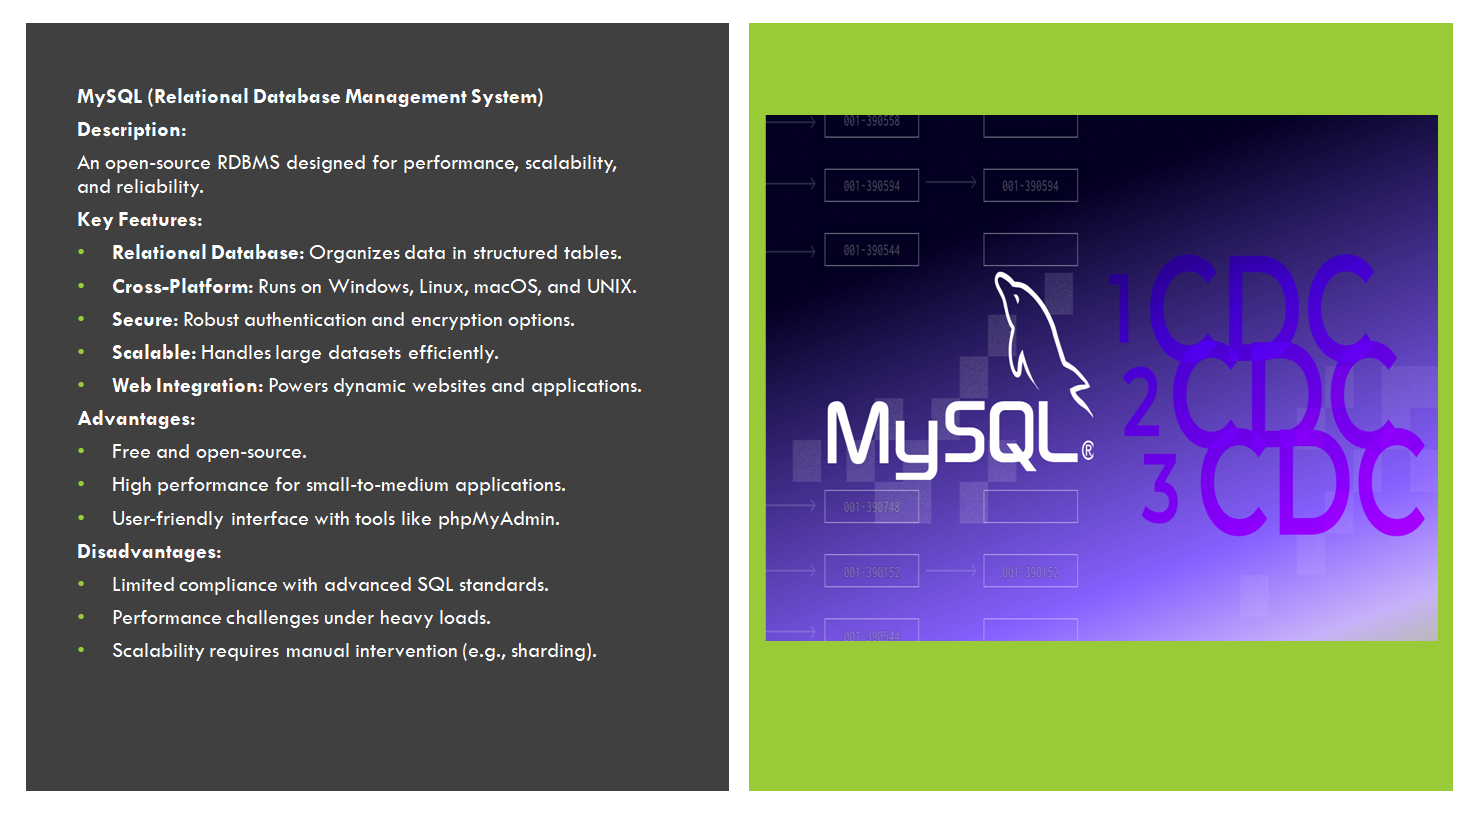 MySQL (Relational Database Management System)
Description:
An open-source RDBMS designed for performance, scalability,
and reliability.
Key Features:
• Relational Database: Organizes data in structured tables.
• Cross-Platform: Runs on Windows, Linux, macOS, and UNIX.
• Secure: Robust authentication and encryption options.
• Scalable: Handles large datasets efficiently.
• Web Integration: Powers dynamic websites and applications.
Advantages:
• Free and open-source.
• High performance for small-to-medium applications.
• User-friendly interface with tools like phpMyAdmin.
Disadvantages:
• Limited compliance with advanced SQL standards.
• Performance challenges under heavy loads.
• Scalability requires manual intervention (e.g., sharding).
001-390558
001-390594 001-390594
001-390544
MySQL®
1 CDC
2 CDC
3 CDC
001-390748
001-390152 001-390152
001-390544